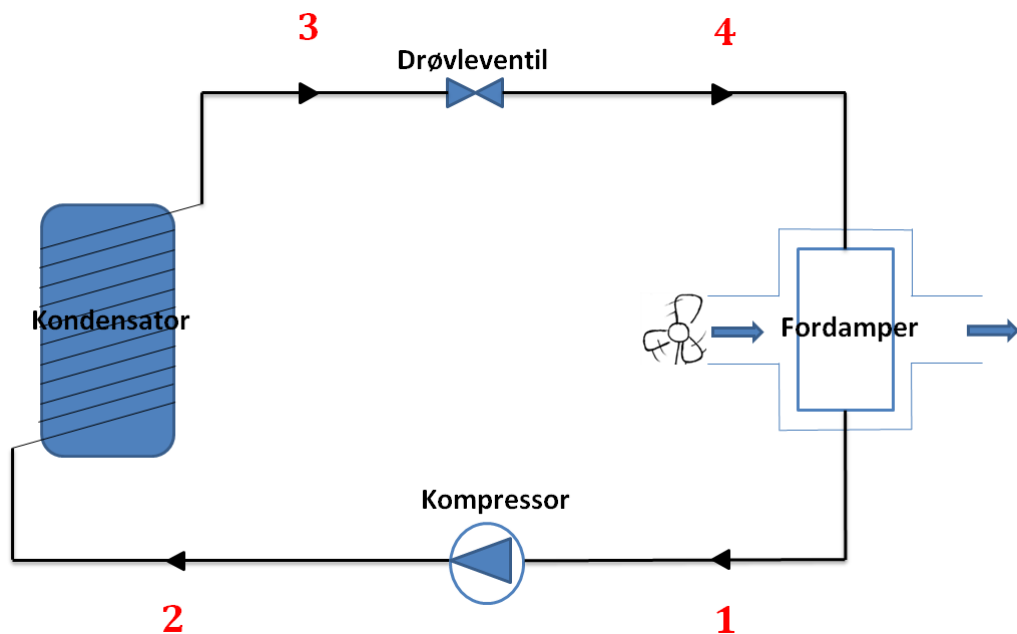 3
4
Drøvleventil
Kondensator
Fordamper
Kompressor
2
1